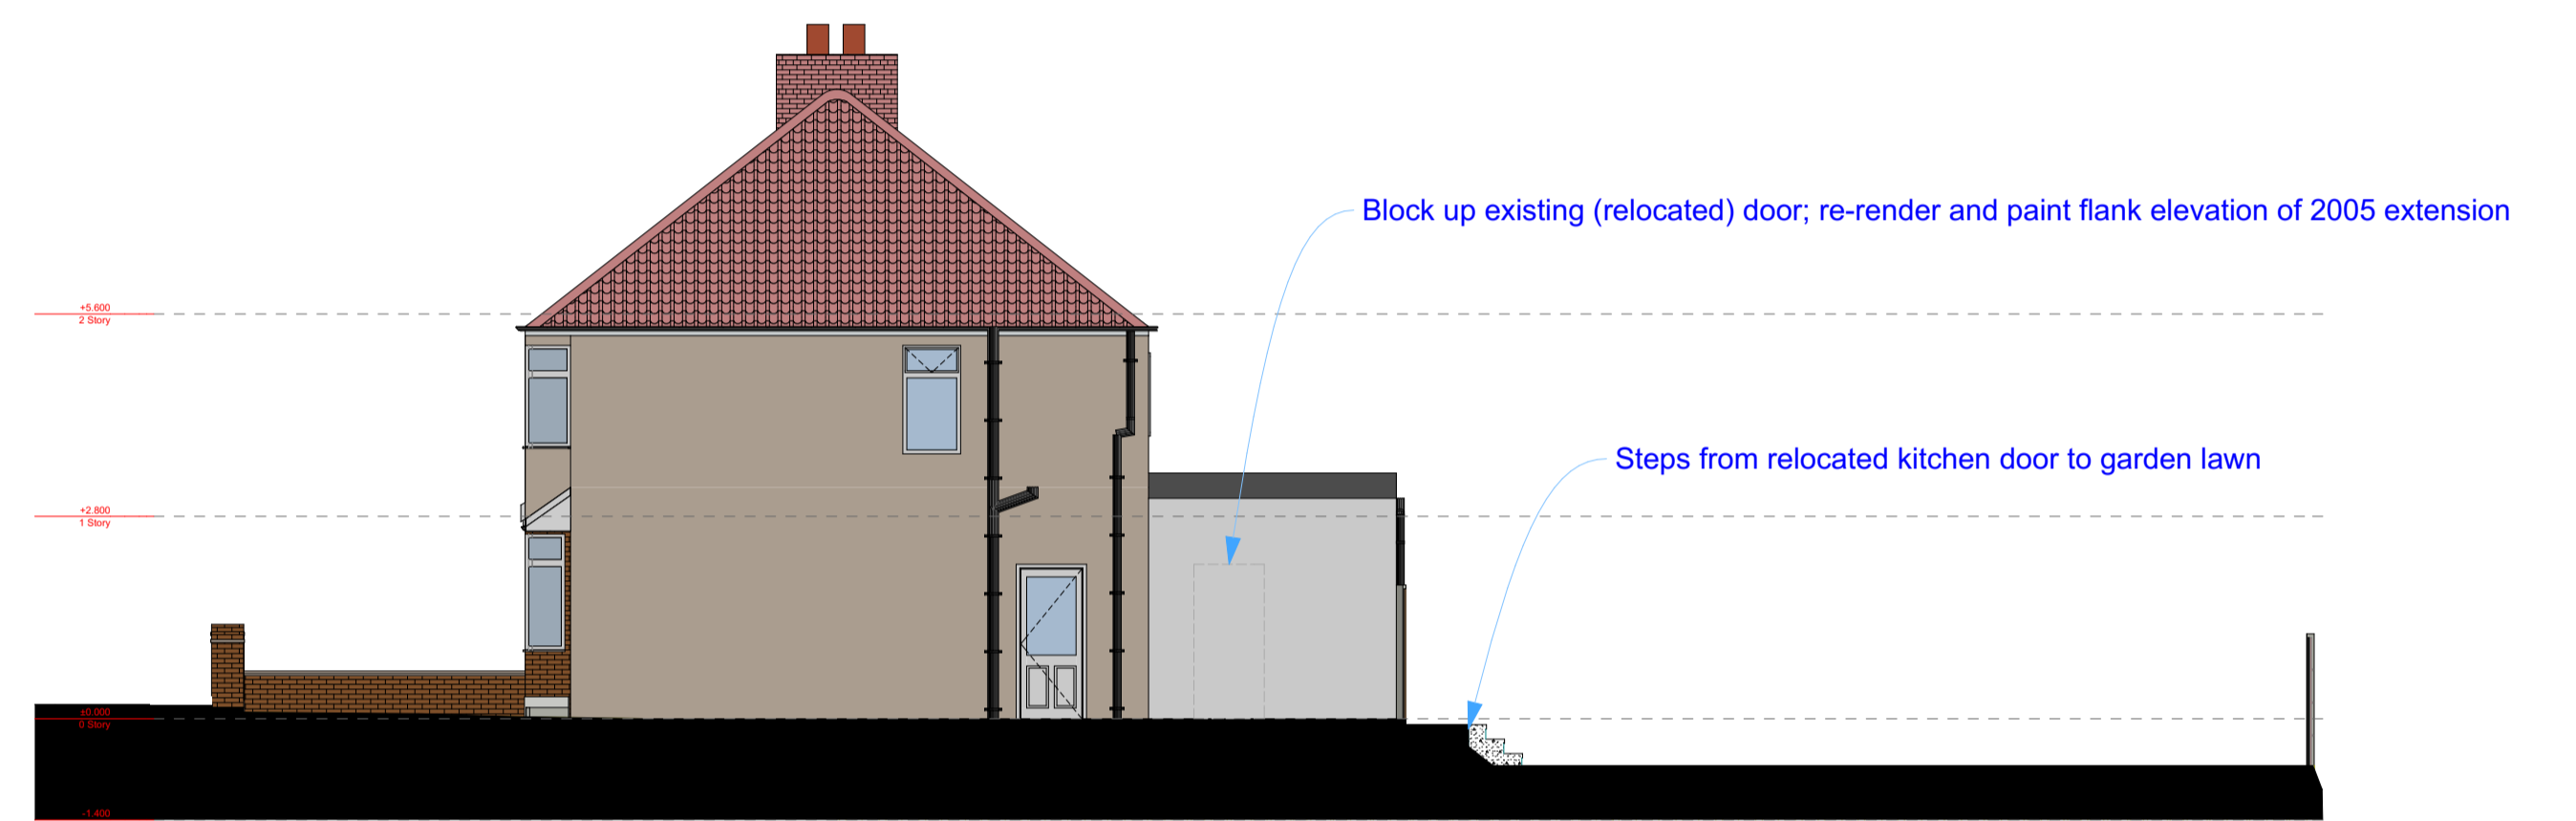 Block up existing (relocated) door; re-render and paint flank elevation of 2005 extension
+5.600
2 Story
Steps from relocated kitchen door to garden lawn
+2.800
1 Story
±0.000
0 Story
-1.400